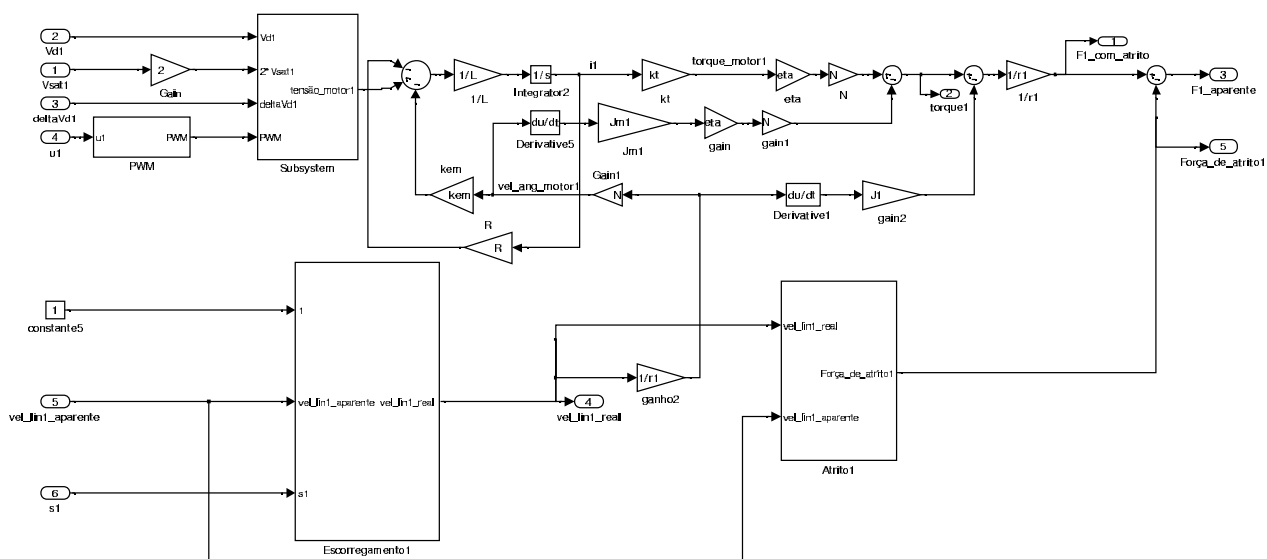 2
Vd1
1
Vsat1
2
Gain
3
deltaVd1
4
u1
u1 PWM
PWM
Vd1
2* Vsat1
tensão_motor1
deltaVd1
PWM
Subsystem
1/L
1/L
1/s
Integrator2
i1
kt
kt
torque_motor1
eta
eta
N
N
2
torque1
1/r1
1/r1
1
F1_com_atrito
3
F1_aparente
5
Força_de_atrito1
du/dt
Derivative5
Jm1
Jm1
eta
gain
N
gain1
kem
kem
vel_ang_motor1
Gain1
N
du/dt
Derivative1
J1
gain2
R
R
1
constante5
5
vel_lin1_aparente
6
s1
1
vel_lin1_aparente vel_lin1_real
s1
Escorregamento1
4
vel_lin1_real
1/r1
ganho2
vel_lin1_real
Força_de_atrito1
vel_lin1_aparente
Atrito1